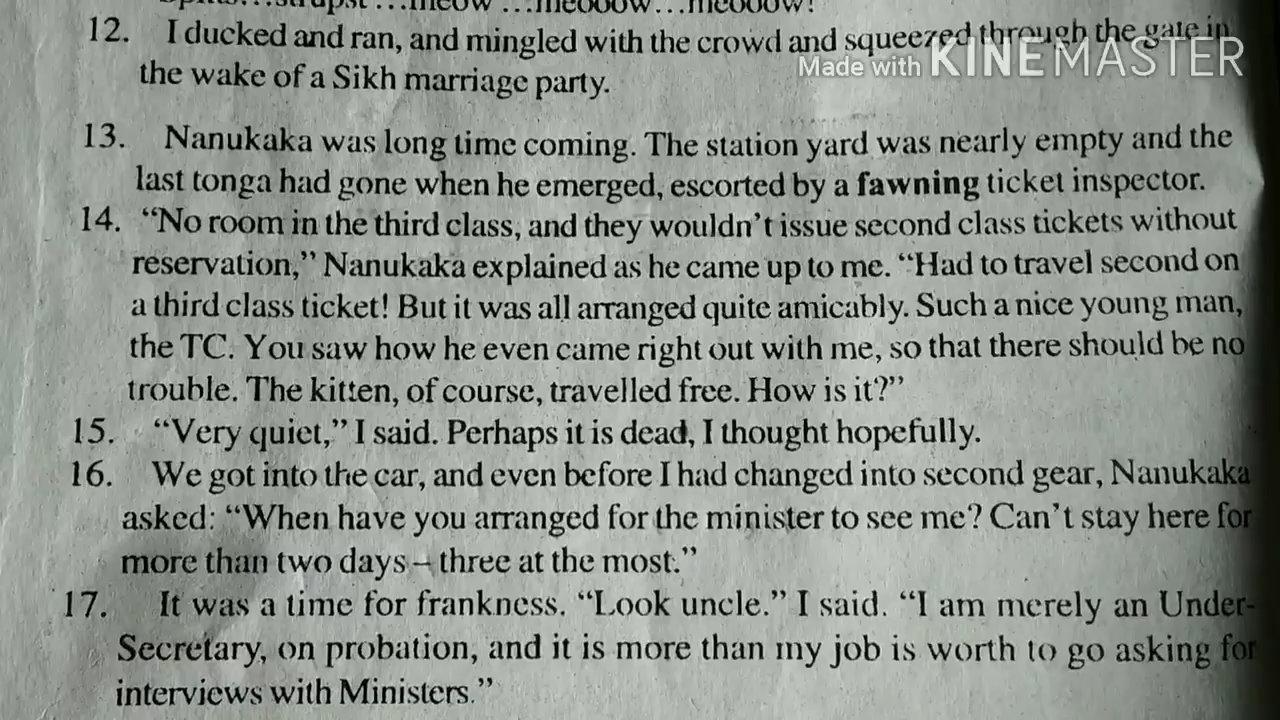 12. I ducked and ran, and mingled with the crowd and squeezed through the gate in
Made with KINEMASTER
the wake of a Sikh marriage party.
13. Nanukaka was long time coming. The station yard was nearly empty and the
last tonga had gone when he emerged, escorted by a fawning ticket inspector.
14. “No room in the third class, and they wouldn’t issue second class tickets without
reservation,” Nanukaka explained as he came up to me. “Had to travel second on
a third class ticket! But it was all arranged quite amicably. Such a nice young man,
the TC. You saw how he even came right out with me, so that there should be no
trouble. The kitten, of course, travelled free. How is it?”
15. “Very quiet,” I said. Perhaps it is dead, I thought hopefully.
16. We got into the car, and even before I had changed into second gear, Nanukaka
asked: “When have you arranged for the minister to see me? Can’t stay here for
more than two days – three at the most.”
17. It was a time for frankness. “Look uncle.” I said. “I am merely an Under-
Secretary, on probation, and it is more than my job is worth to go asking for
interviews with Ministers.”